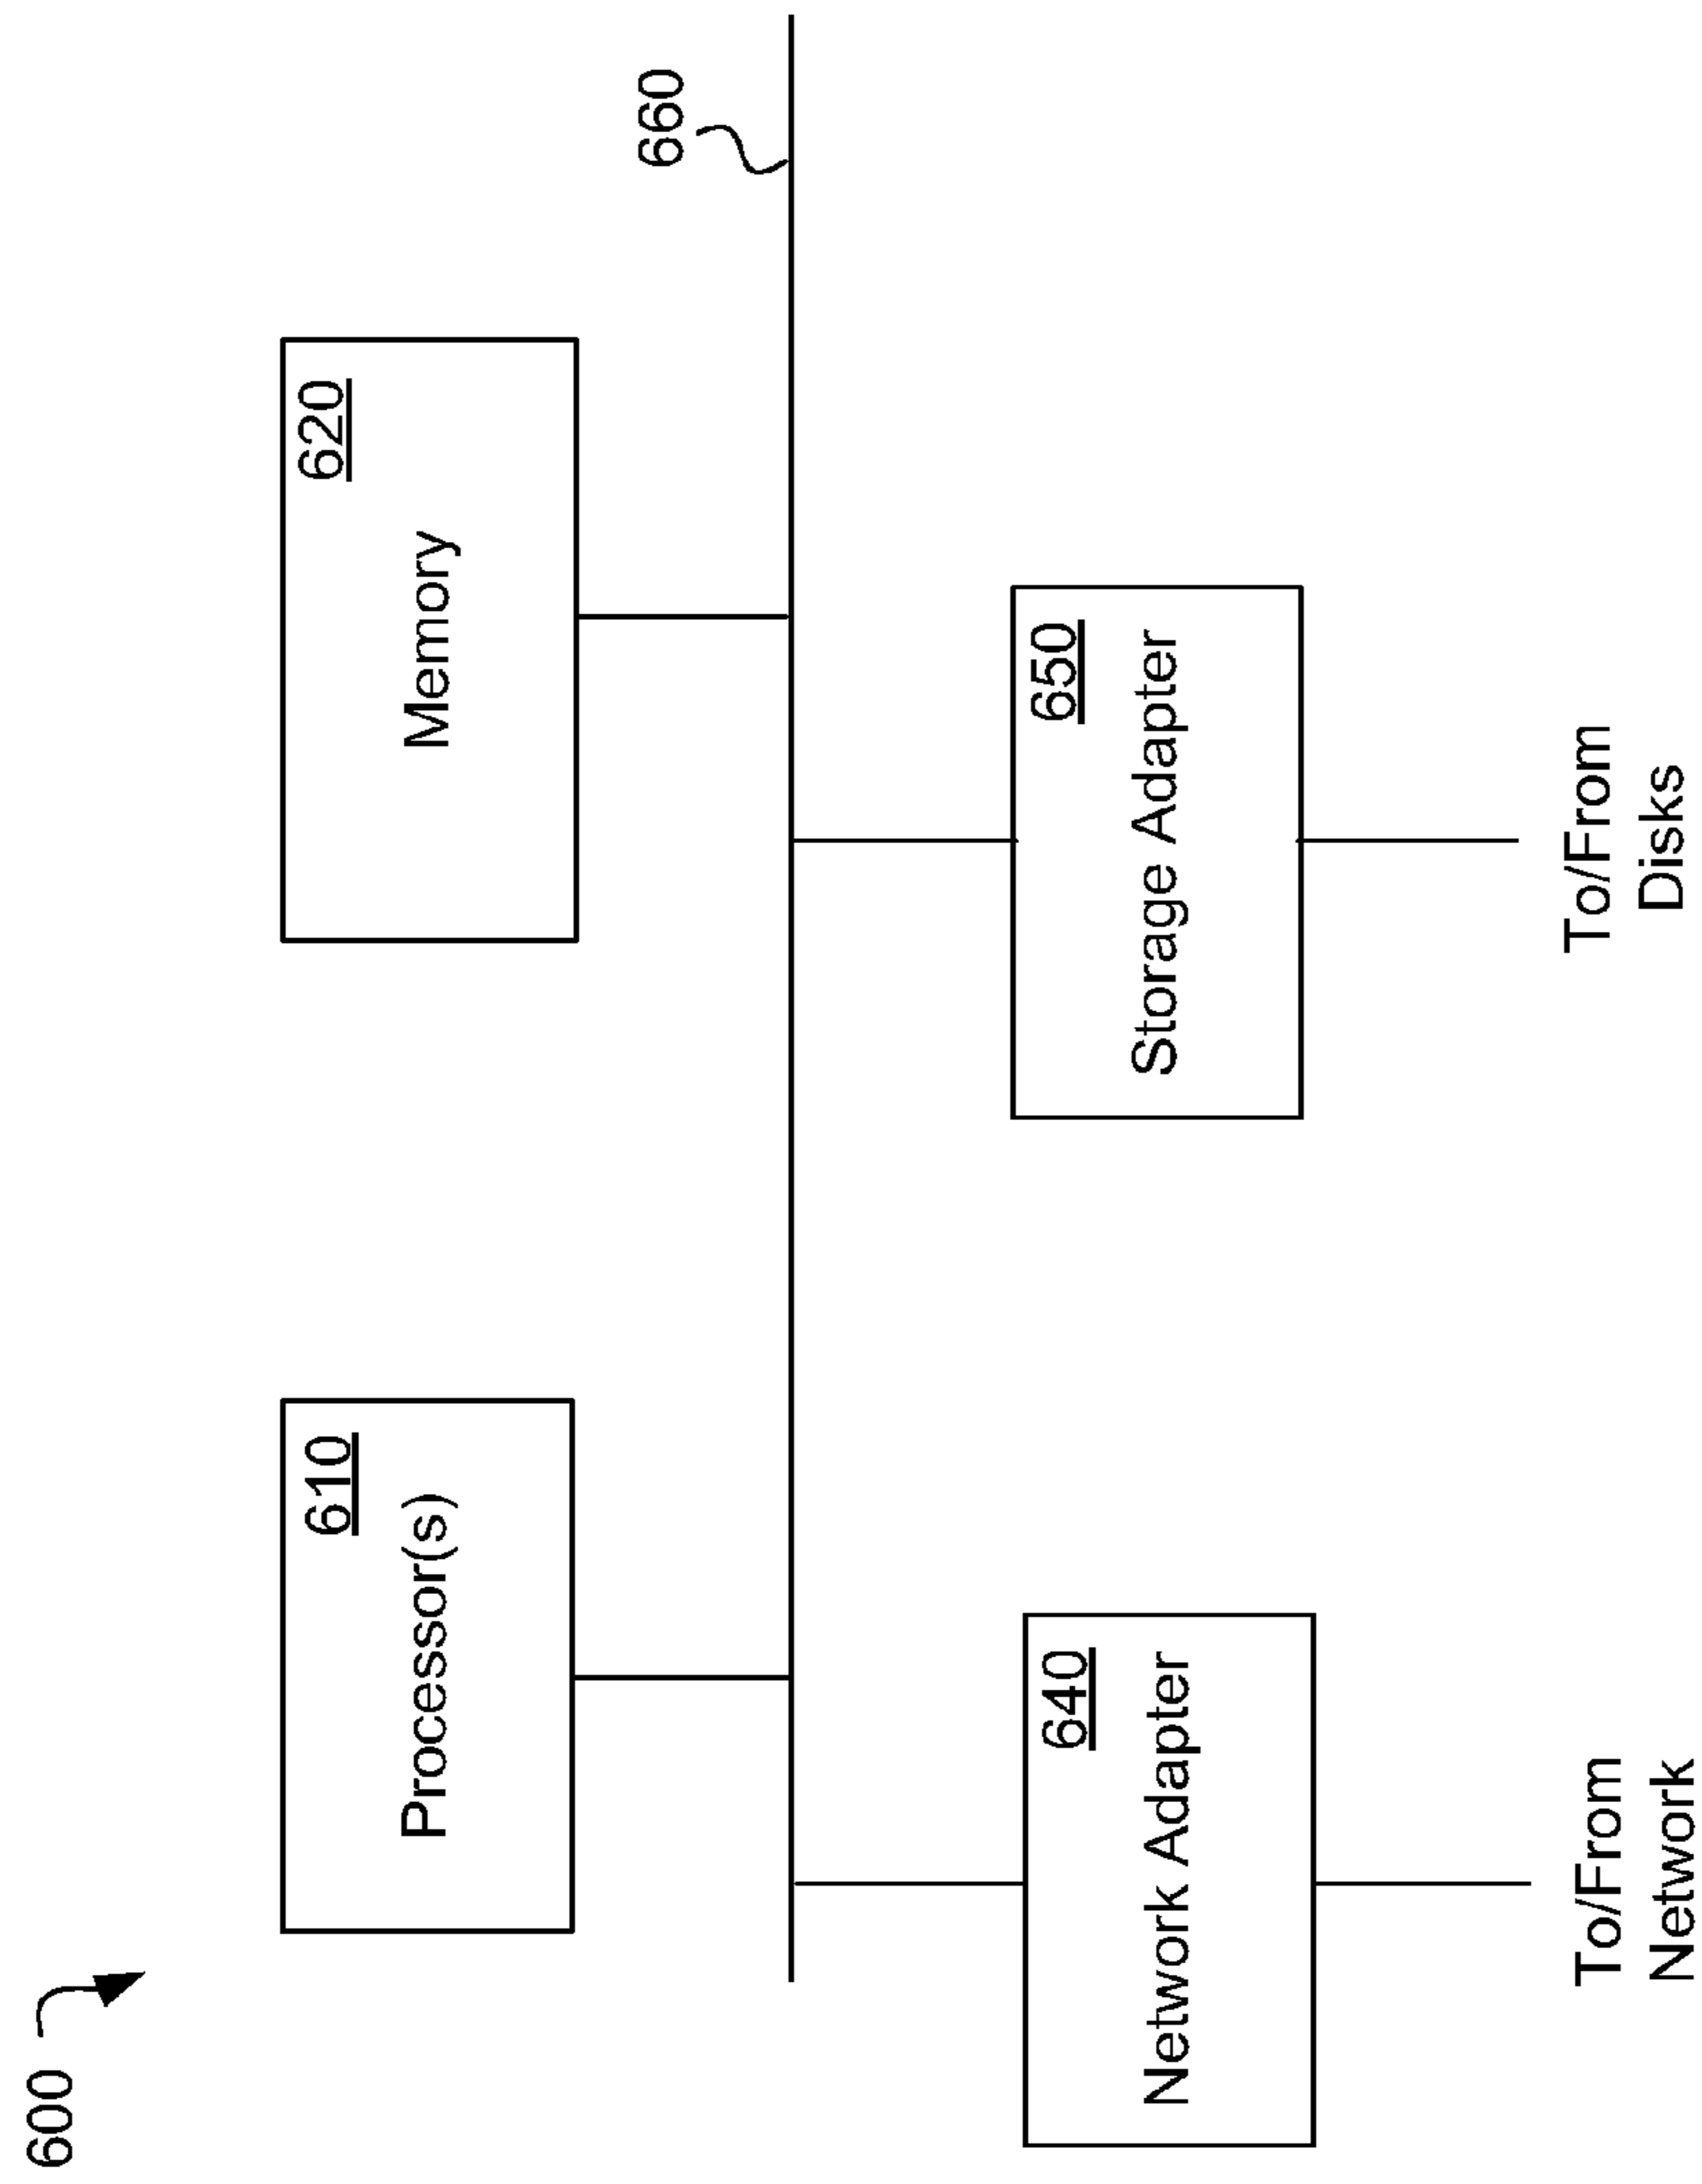 600
610
Processor(s)
620
Memory
660
640
Network Adapter
650
Storage Adapter
To/From
Network
To/From
Disks